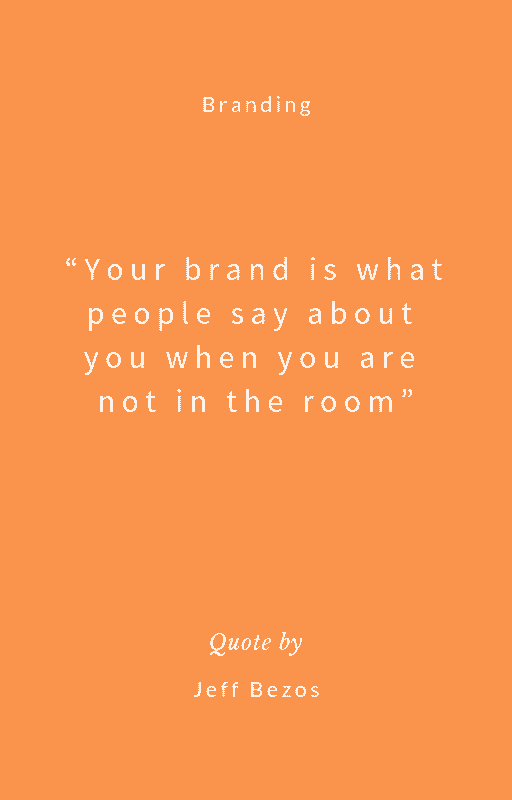 Branding
“Your brand is what
people say about
you when you are
not in the room”
Quote by
Jeff Bezos